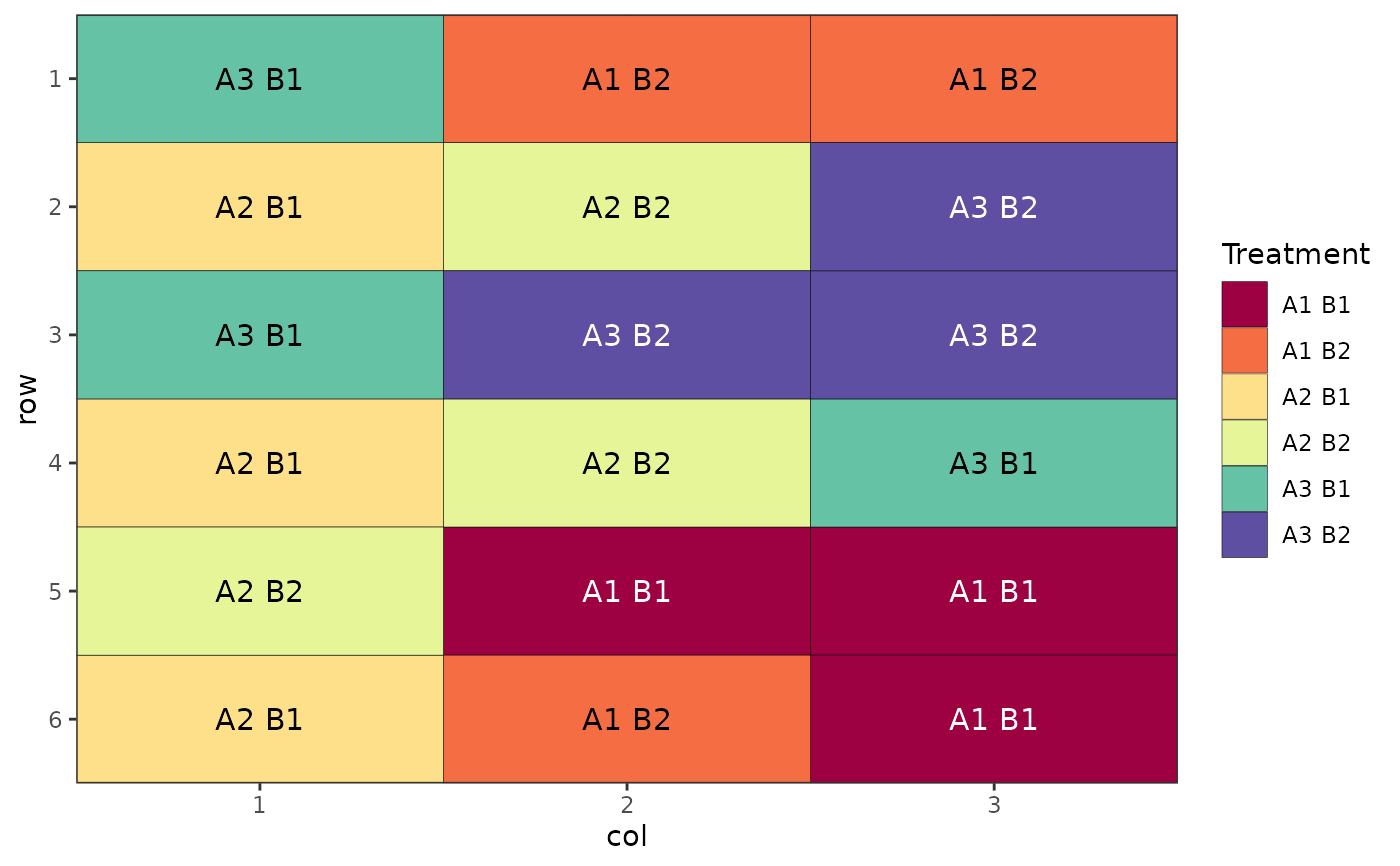 1 A3 B1 A1 B2 A1 B2
2 A2 B1 A2 B2 A3 B2
3 A3 B1 A3 B2 A3 B2
row
4 A2 B1 A2 B2 A3 B1
5 A2 B2 A1 B1 A1 B1
6 A2 B1 A1 B2 A1 B1
1 2 3
col
Treatment
A1 B1
A1 B2
A2 B1
A2 B2
A3 B1
A3 B2